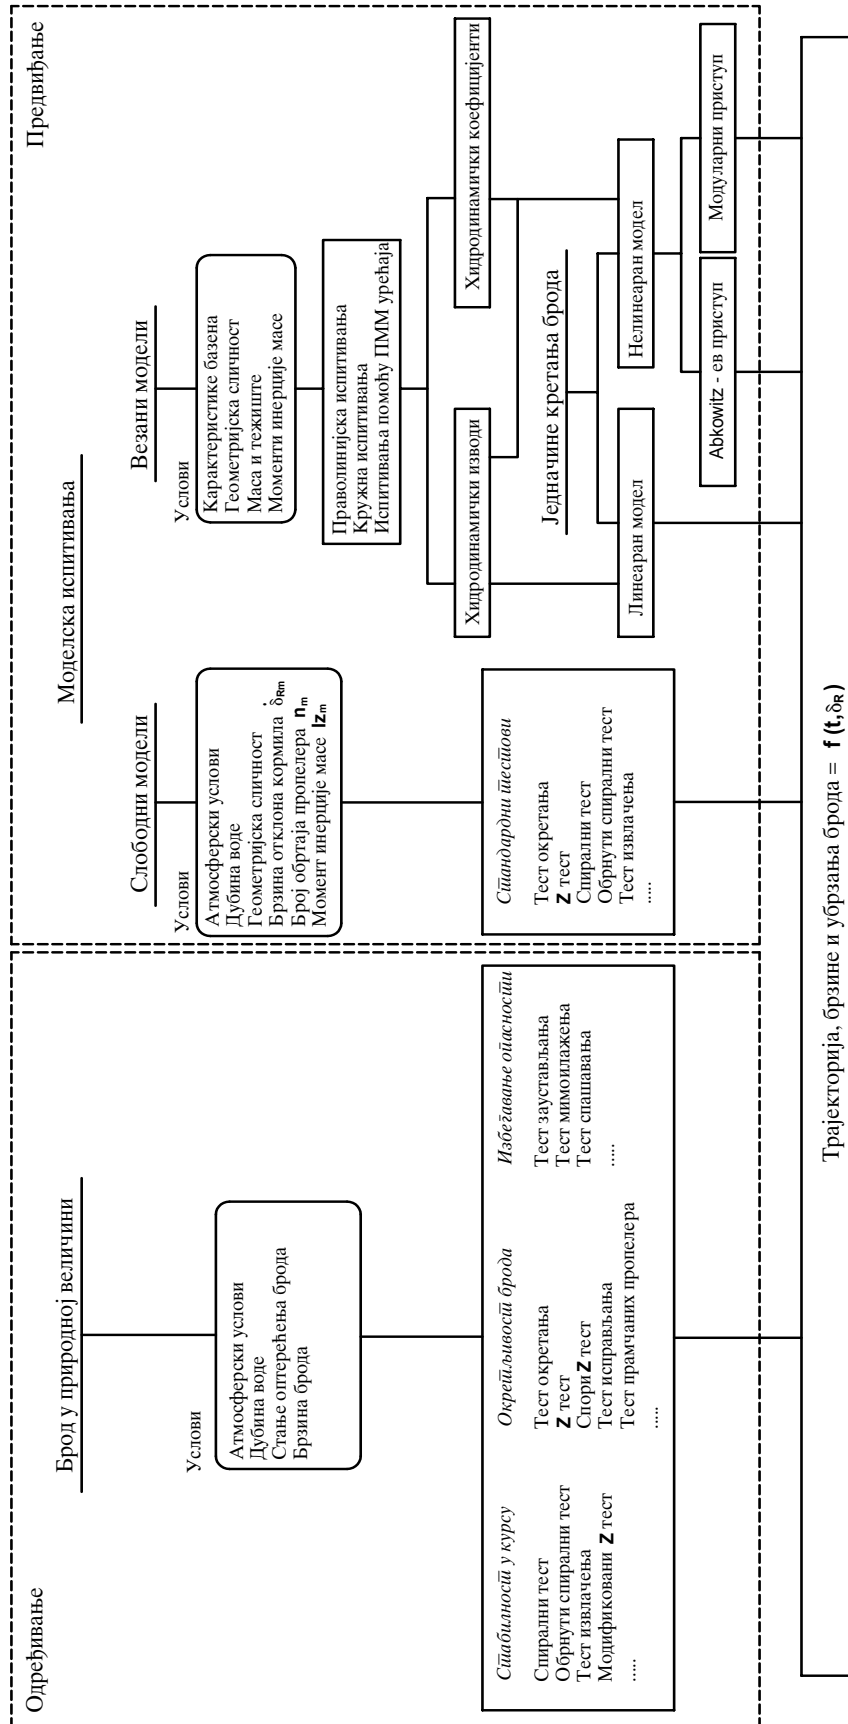 Одређивање
Предвиђање
Брод у природној величини
Услови
Атмосферски услови
Дубина воде
Стање оптерећења брода
Брзина брода
Стабилност у курсу
Спирални тест
Обрнути спирални тест
Тест извлачења
Модификовани Z тест
.....
Окретљивост брода
Тест окретања
Z тест
Спори Z тест
Тест исправљања
Тест прамчаних пропелера
.....
Избегавање опасности
Тест заустављања
Тест мимоилажења
Тест спашавања
.....
Моделска испитивања
Слободни модели
Услови
Атмосферски услови
Дубина воде
Геометријска сличност
Брзина отклона кормила δ̇Rm
Број обртаја пропелера nm
Момент инерције масе Izm
Стандардни тестови
Тест окретања
Z тест
Спирални тест
Обрнути спирални тест
Тест извлачења
.....
Везани модели
Услови
Карактеристике базена
Геометријска сличност
Маса и тежиште
Моменти инерције масе
Праволинијска испитивања
Кружна испитивања
Испитивања помоћу ПММ урећаја
Хидродинамички изводи
Хидродинамички коефицијенти
Једначине кретања брода
Линеаран модел
Нелинеаран модел
Abkowitz - ев приступ
Модуларни приступ
Трајекторија, брзине и убрзања брода = f (t,δR)